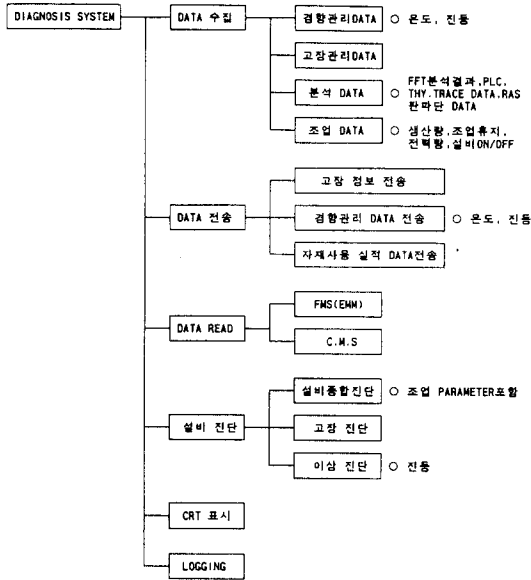 DIAGNOSIS SYSTEM
DATA 수집
경향관리DATA
○ 온도, 진동
고장관리DATA
분석 DATA
○ FFT분석결과,PLC,
THY.TRACE DATA.RAS
판파단 DATA
조업 DATA
○ 생산량,조업휴지,
전력량,설비ON/OFF
DATA 전송
고장 정보 전송
경향관리 DATA 전송
○ 온도, 진동
자재사용 실적 DATA전송
DATA READ
FMS(EMM)
C.M.S
설비 진단
설비종합진단
○ 조업 PARAMETER포함
고장 진단
이상 진단
○ 진동
CRT 표시
LOGGING